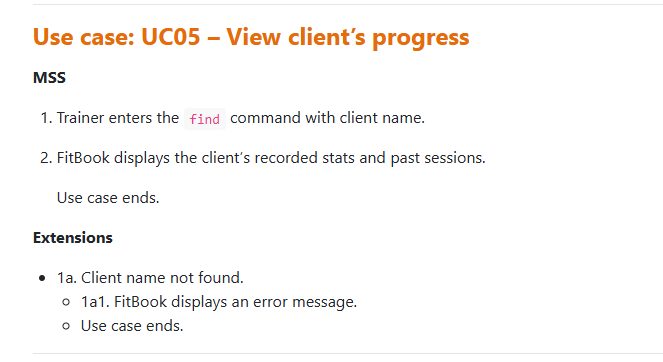 Use case: UC05 – View client’s progress
MSS
1. Trainer enters the find command with client name.
2. FitBook displays the client’s recorded stats and past sessions.
Use case ends.
Extensions
• 1a. Client name not found.
◦ 1a1. FitBook displays an error message.
◦ Use case ends.